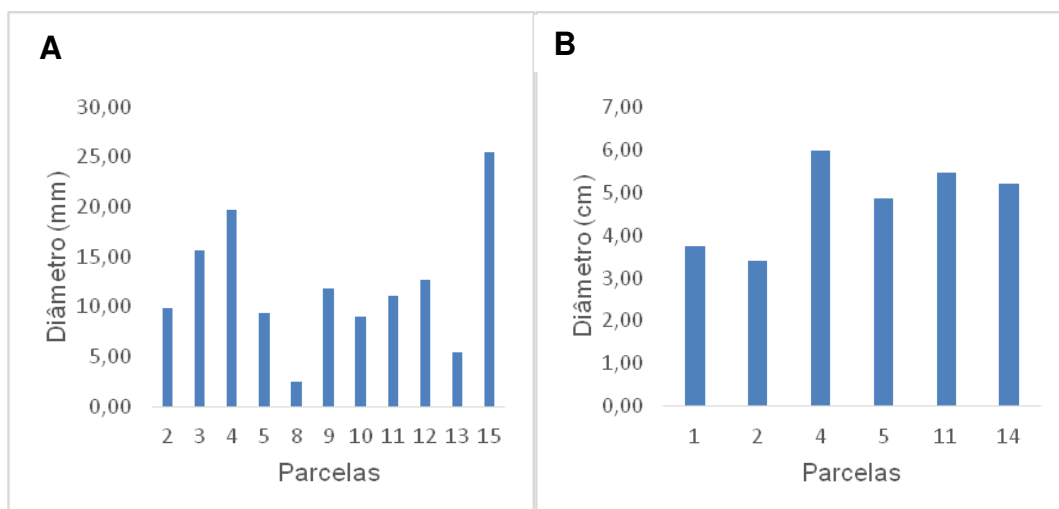 A
Diâmetro (mm)
30,00
25,00
20,00
15,00
10,00
5,00
0,00
2 3 4 5 8 9 10 11 12 13 15
Parcelas
B
Diâmetro (cm)
7,00
6,00
5,00
4,00
3,00
2,00
1,00
0,00
1 2 4 5 11 14
Parcelas